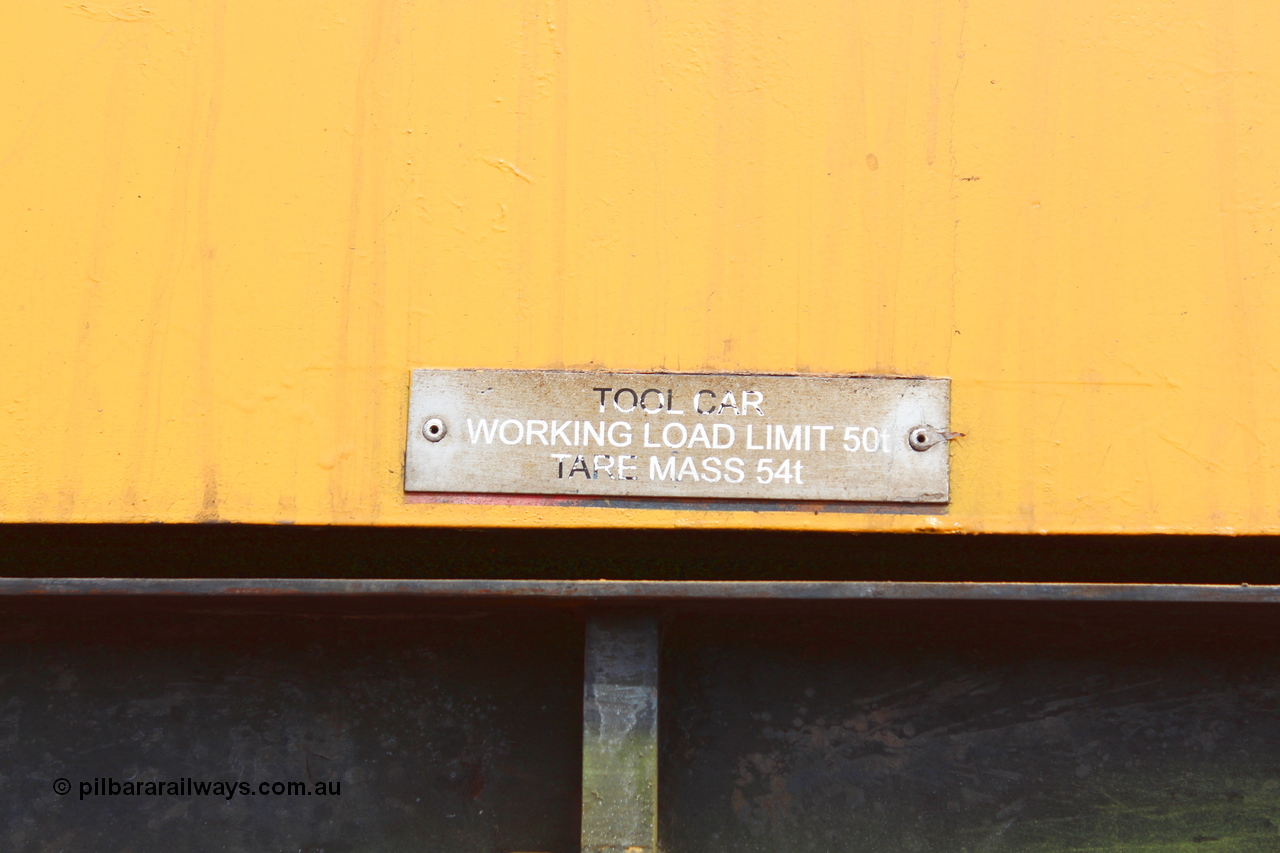 TOOL CAR
WORKING LOAD LIMIT 50t
TARE MASS 54t
© pilbararailways.com.au